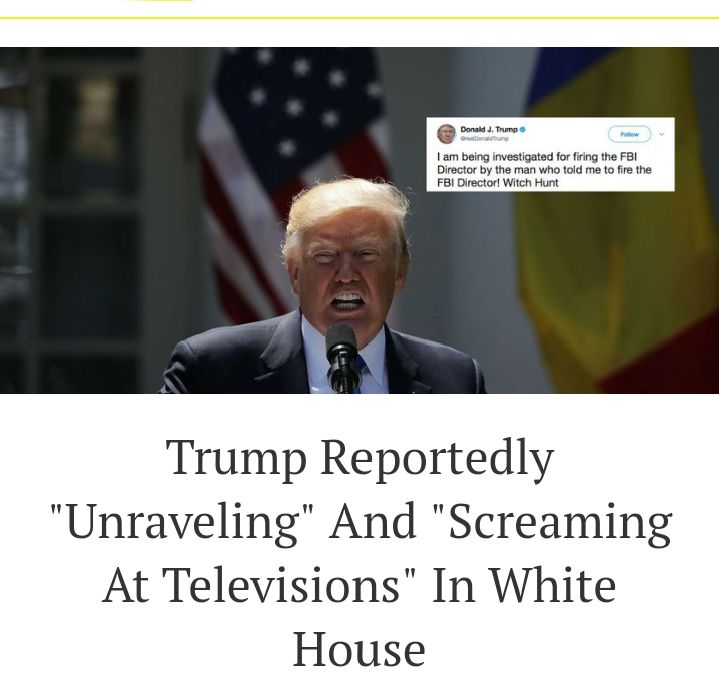 Donald J. Trump
@realDonaldTrump
Follow
I am being investigated for firing the FBI
Director by the man who told me to fire the
FBI Director! Witch Hunt
Trump Reportedly
"Unraveling" And "Screaming
At Televisions" In White
House